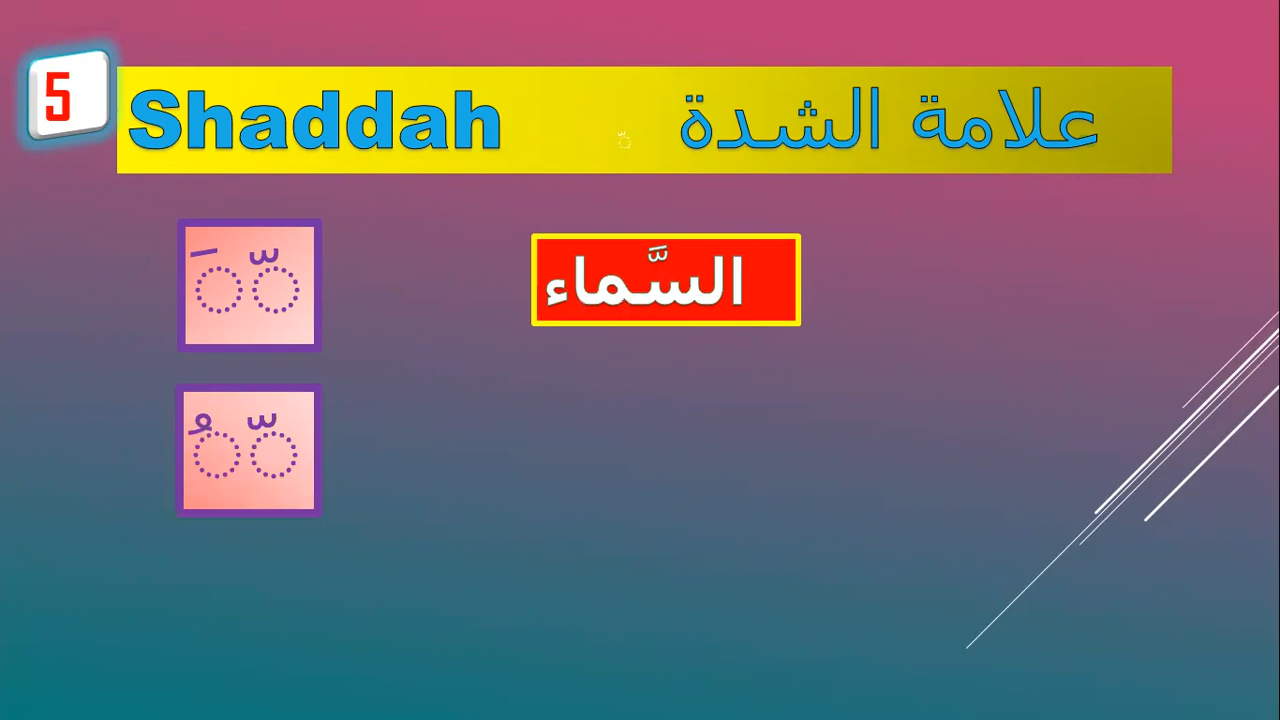 5
Shaddah ّ علامة الشدة
ّ َ
السَّماء
ّ ُ